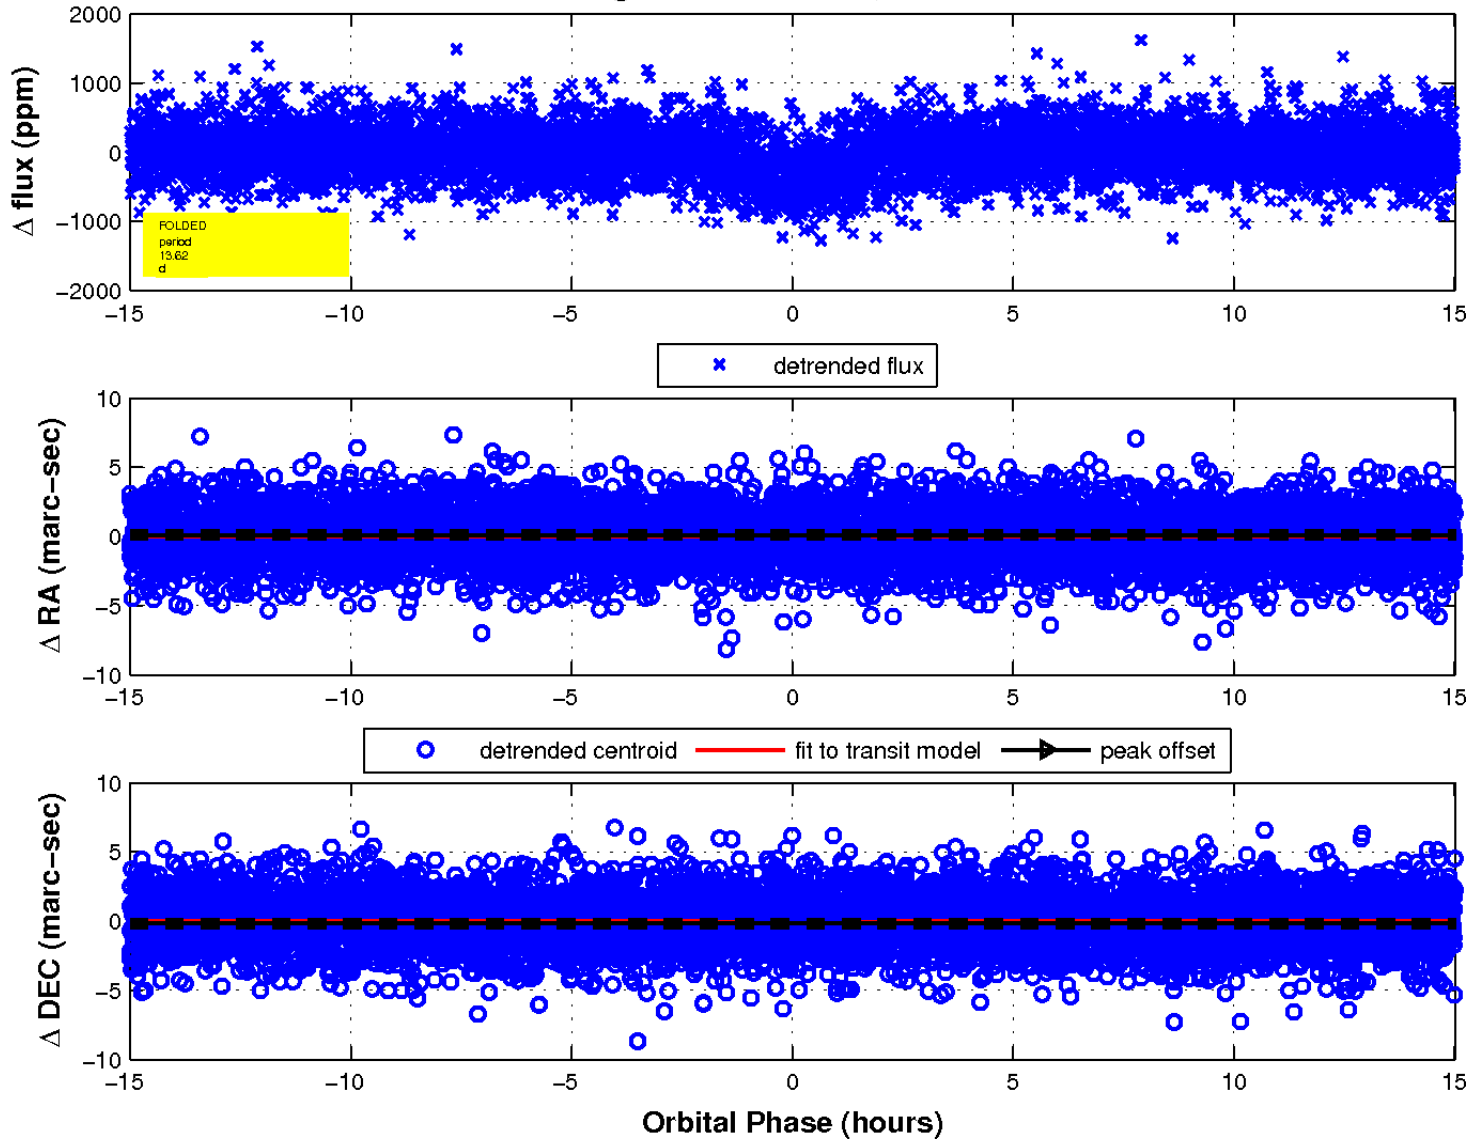 2000
1000
0
−1000
−2000
Δ flux (ppm)
FOLDED
period
13.62
d
−15 −10 −5 0 5 10 15
detrended flux
10
5
0
−5
−10
Δ RA (marc−sec)
−15 −10 −5 0 5 10 15
detrended centroid fit to transit model peak offset
10
5
0
−5
−10
Δ DEC (marc−sec)
−15 −10 −5 0 5 10 15
Orbital Phase (hours)